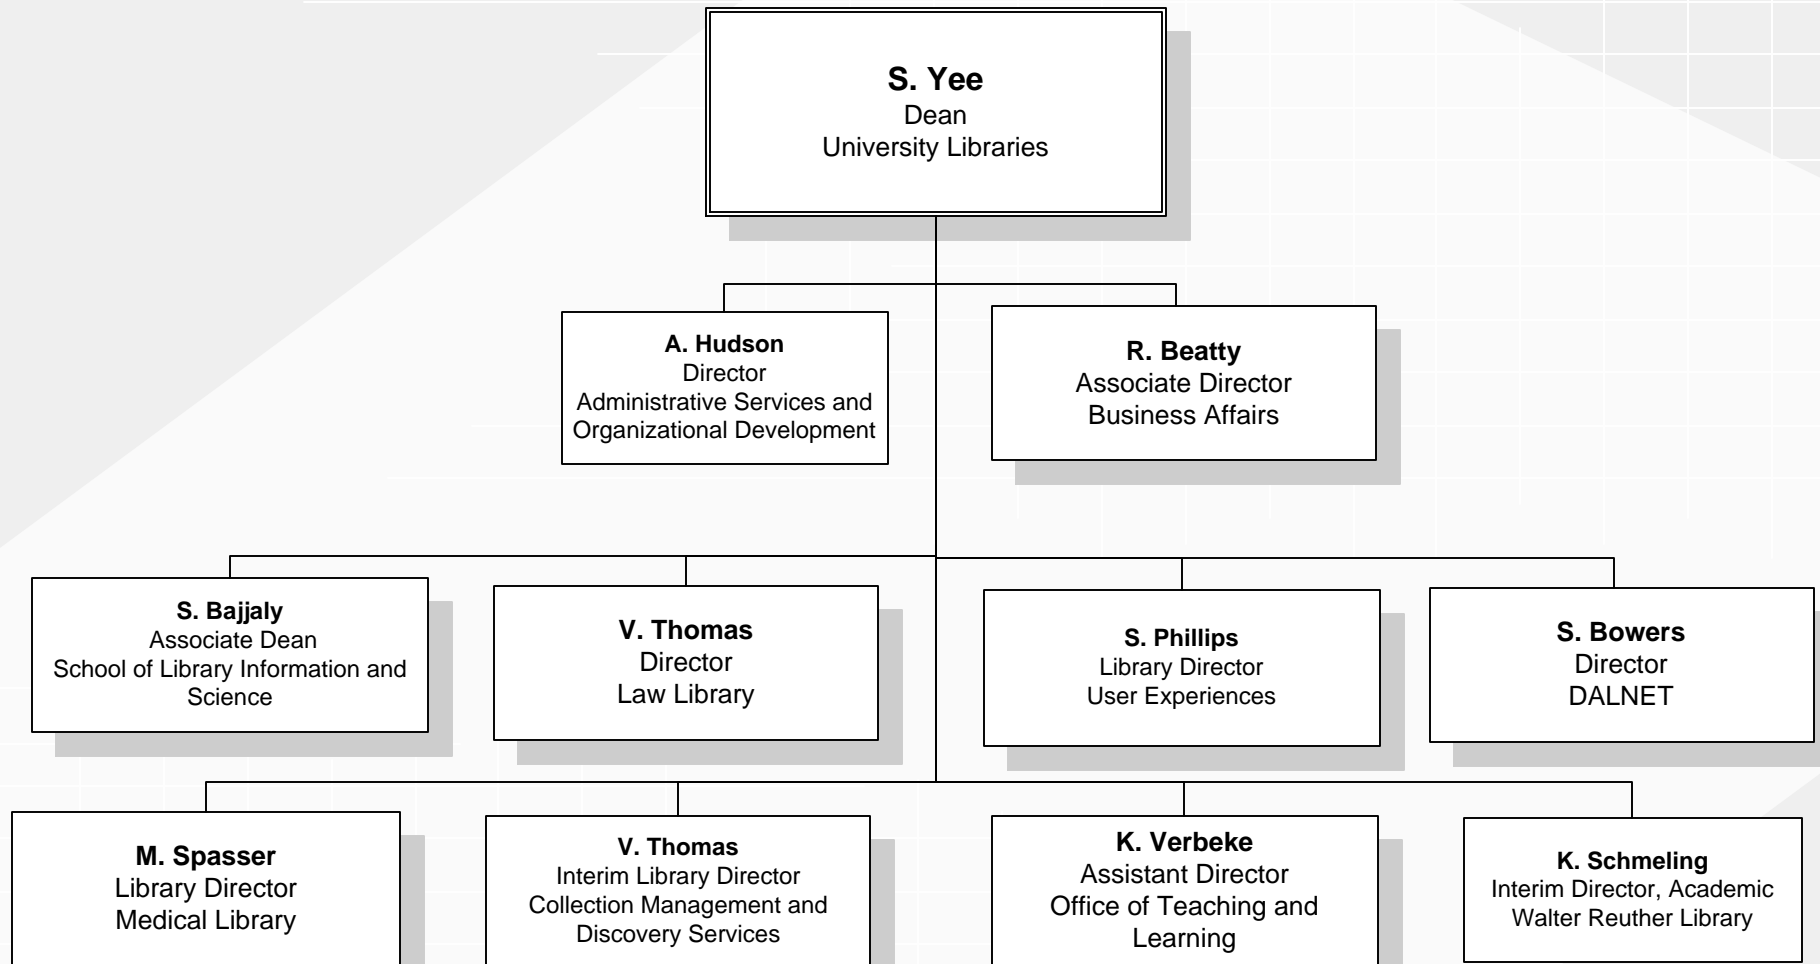 S. Yee
Dean
University Libraries
A. Hudson
Director
Administrative Services and
Organizational Development
R. Beatty
Associate Director
Business Affairs
S. Bajjaly
Associate Dean
School of Library Information and
Science
V. Thomas
Director
Law Library
S. Phillips
Library Director
User Experiences
S. Bowers
Director
DALNET
M. Spasser
Library Director
Medical Library
V. Thomas
Interim Library Director
Collection Management and
Discovery Services
K. Verbeke
Assistant Director
Office of Teaching and
Learning
K. Schmeling
Interim Director, Academic
Walter Reuther Library